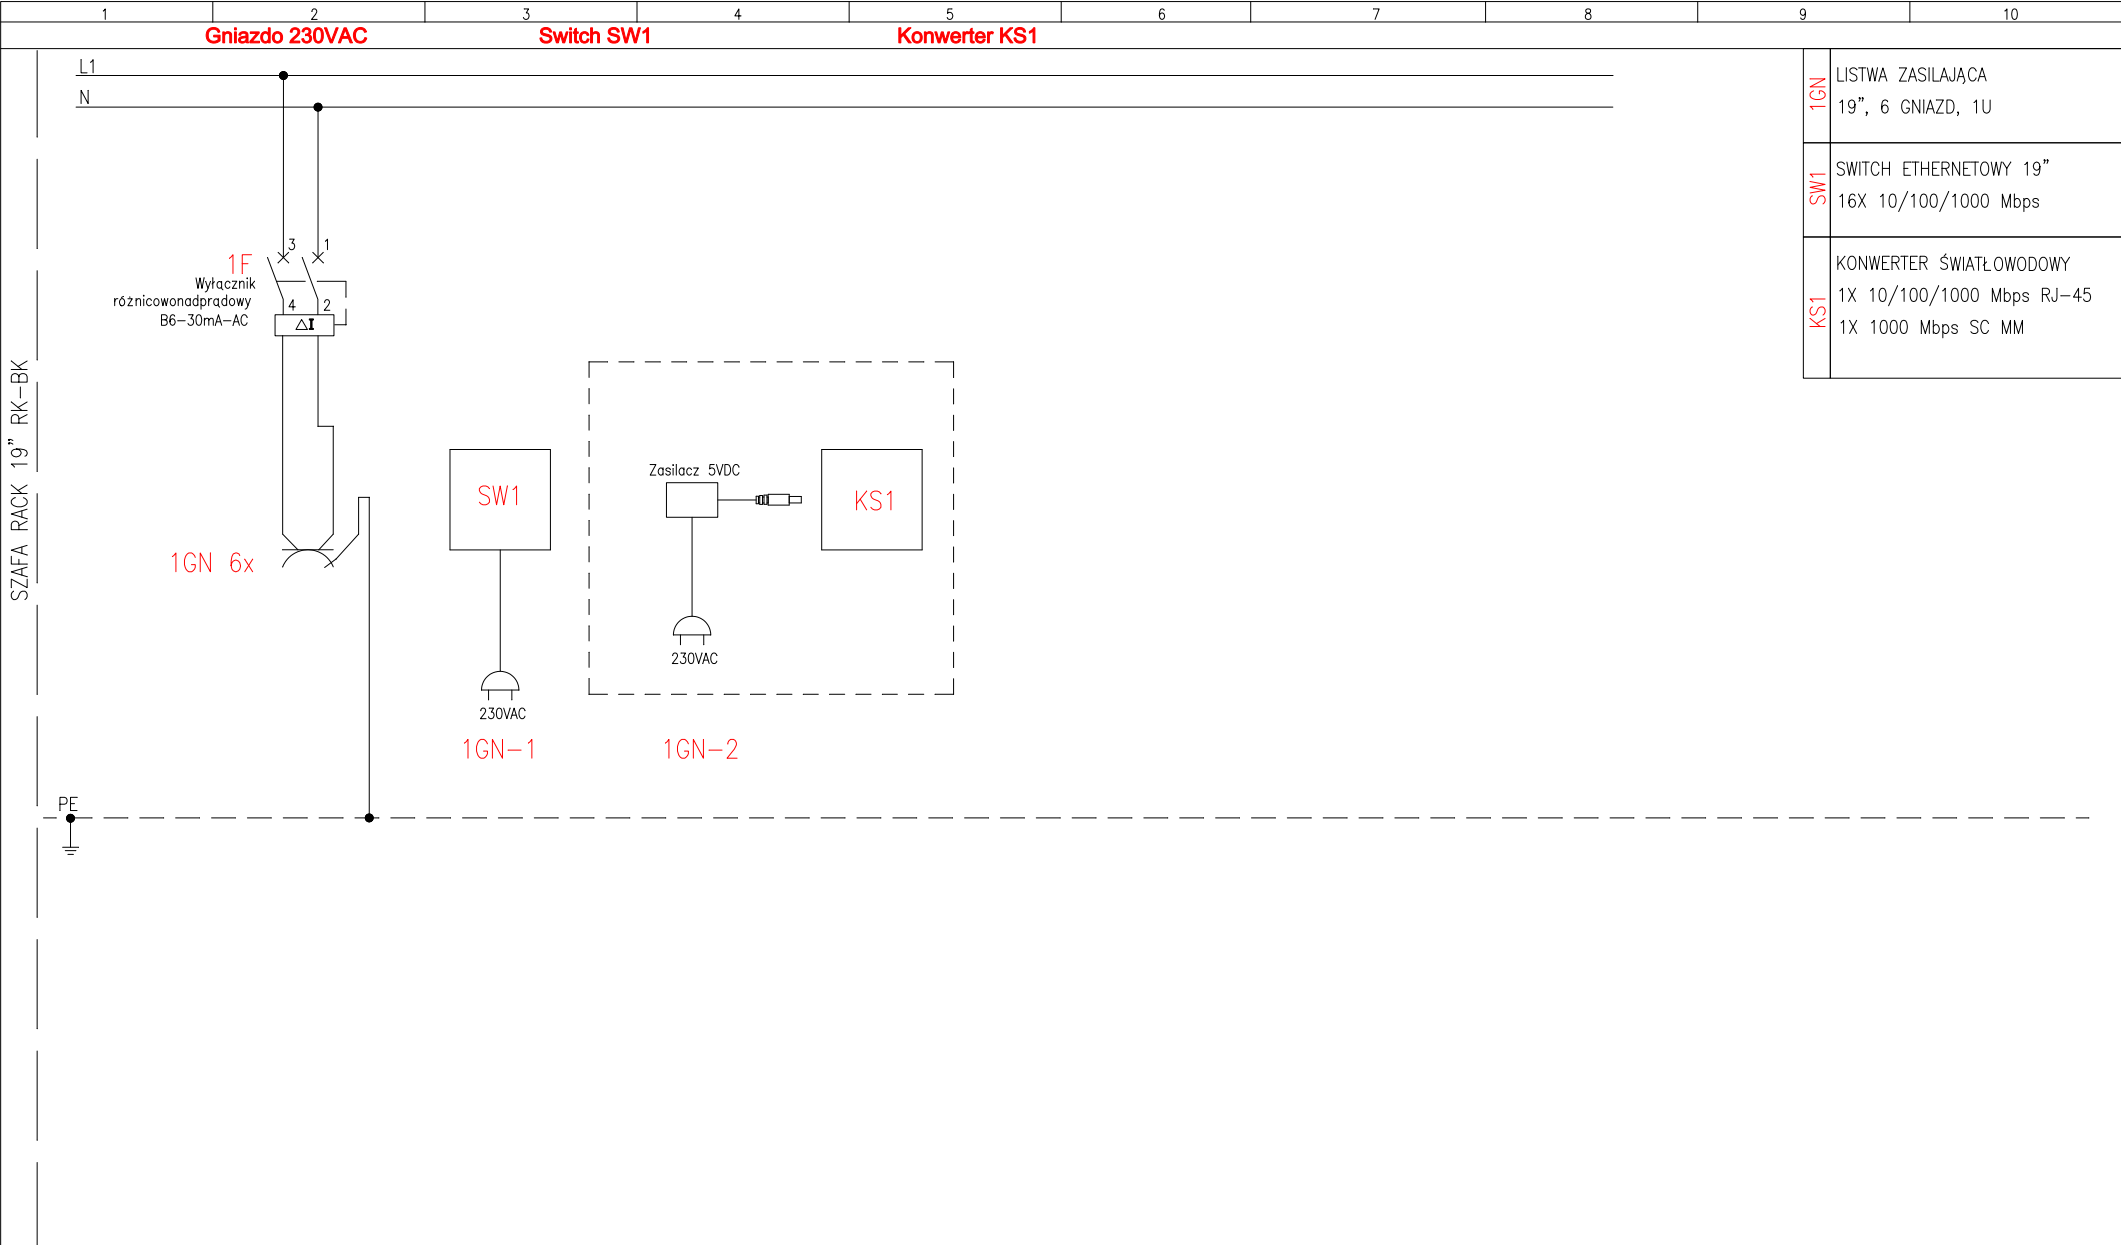 1 2 3 4 5 6 7 8 9 10
Gniazdo 230VAC Switch SW1 Konwerter KS1
L1
N
1GN
LISTWA ZASILAJĄCA
19", 6 GNIAZD, 1U
SW1
SWITCH ETHERNETOWY 19"
16X 10/100/1000 Mbps
KS1
KONWERTER ŚWIATŁOWODOWY
1X 10/100/1000 Mbps RJ-45
1X 1000 Mbps SC MM
3 1
1F
Wyłącznik
różnicowonadprądowy
B6-30mA-AC
4 2
ΔI
SZAFA RACK 19" RK-BK
SW1
Zasilacz 5VDC
KS1
1GN 6x
230VAC
230VAC
1GN-1
1GN-2
PE